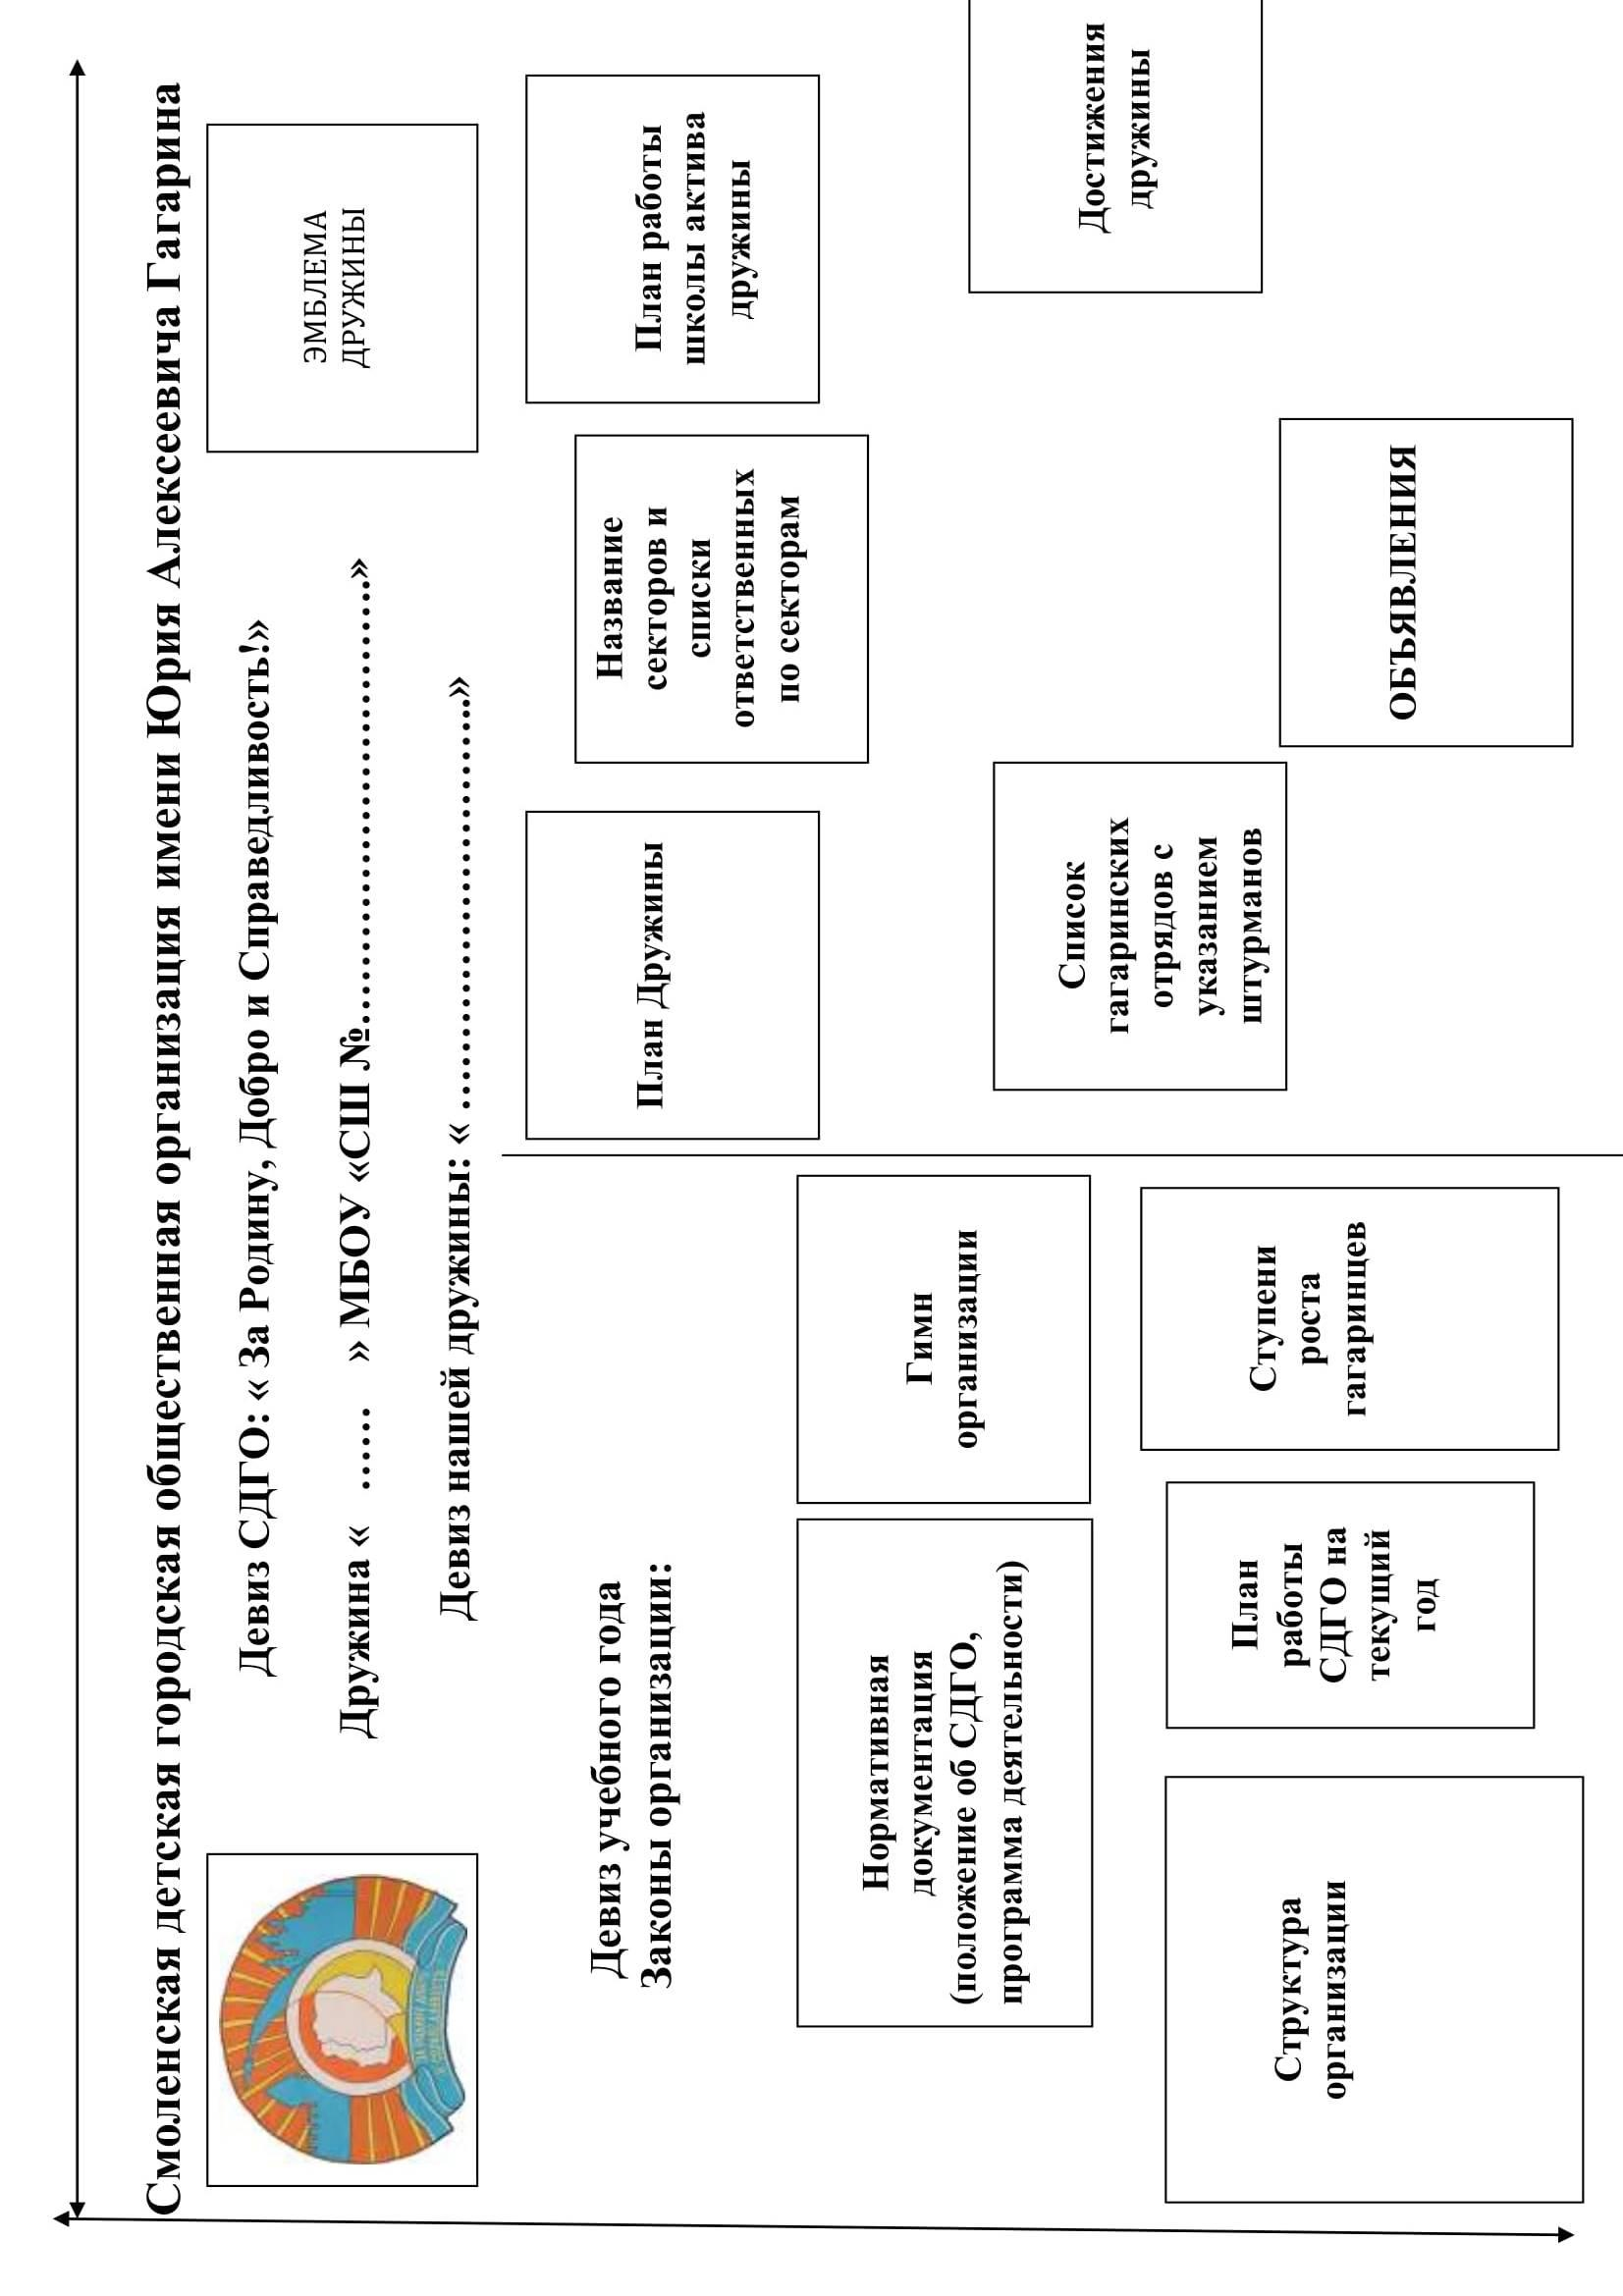 Смоленская детская городская общественная организация имени Юрия Алексеевича Гагарина
Девиз СДГО: « За Родину, Добро и Справедливость!»
Дружина « …… » МБОУ «СШ №……………………………..»
Девиз нашей дружины: « …………………………..»
ЭМБЛЕМА
ДРУЖИНЫ
Девиз учебного года
Законы организации:
Нормативная
документация
(положение об СДГО,
программа деятельности)
Гимн
организации
Структура
организации
План
работы
СДГО на
текущий
год
Ступени
роста
гагаринцев
План Дружины
Название
секторов и
списки
ответственных
по секторам
План работы
школы актива
дружины
Список
гагаринских
отрядов с
указанием
штурманов
ОБЪЯВЛЕНИЯ
Достижения
дружины